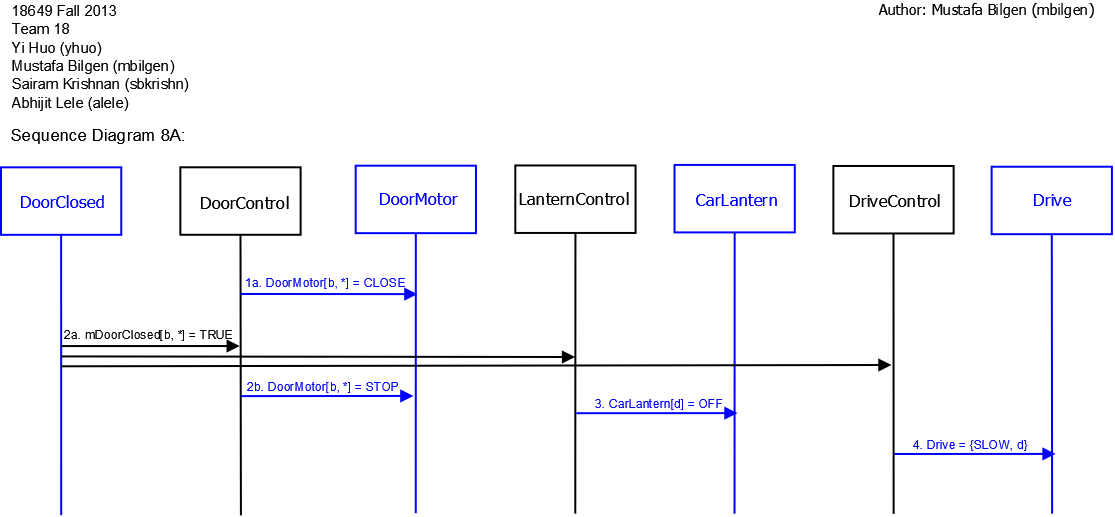 18649 Fall 2013
Author: Mustafa Bilgen (mbilgen)
Team 18
Yi Huo (yhuo)
Mustafa Bilgen (mbilgen)
Sairam Krishnan (sbkrishn)
Abhijit Lele (alele)
Sequence Diagram 8A:
DoorClosed
DoorControl
DoorMotor
LanternControl
CarLantern
DriveControl
Drive
1a. DoorMotor[b, *] = CLOSE
2a. mDoorClosed[b, *] = TRUE
2b. DoorMotor[b, *] = STOP
3. CarLantern[d] = OFF
4. Drive = {SLOW, d}